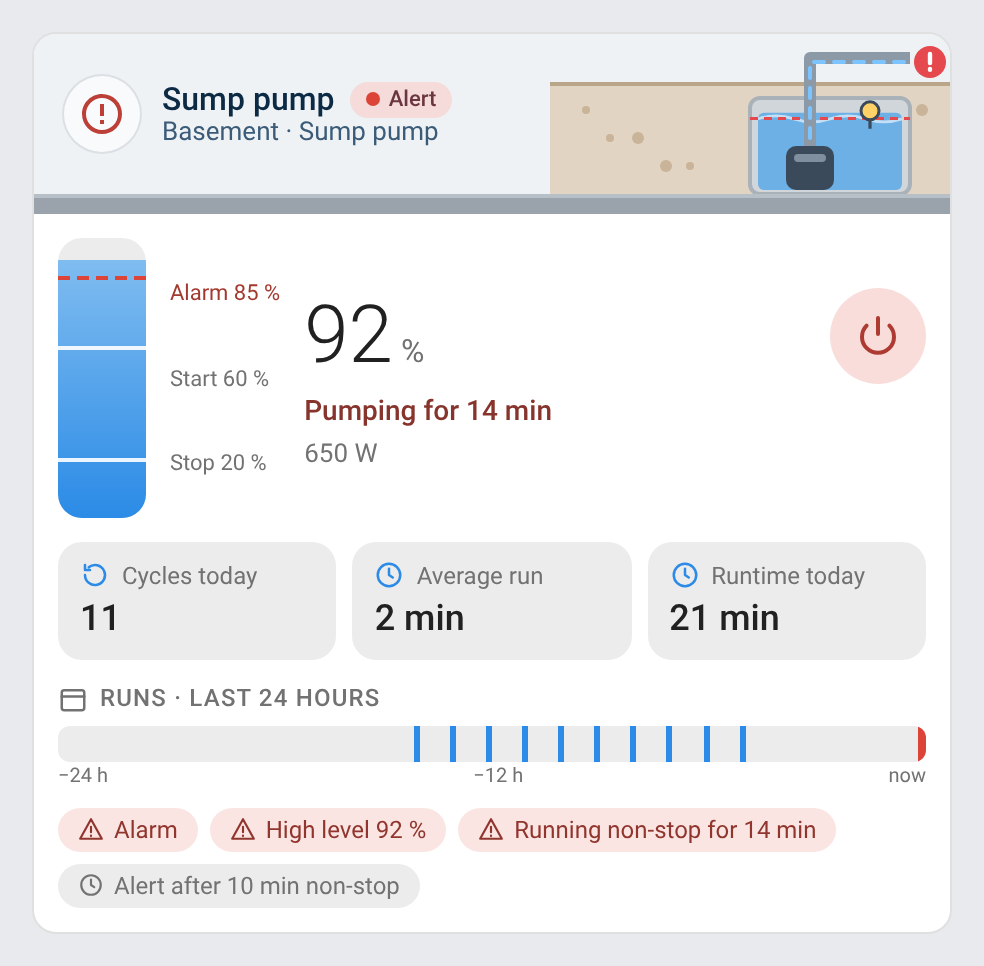 Sump pump
Alert
Basement · Sump pump
Alarm 85 %
Start 60 %
Stop 20 %
92 %
Pumping for 14 min
650 W
Cycles today
11
Average run
2 min
Runtime today
21 min
RUNS · LAST 24 HOURS
−24 h
−12 h
now
Alarm
High level 92 %
Running non-stop for 14 min
Alert after 10 min non-stop